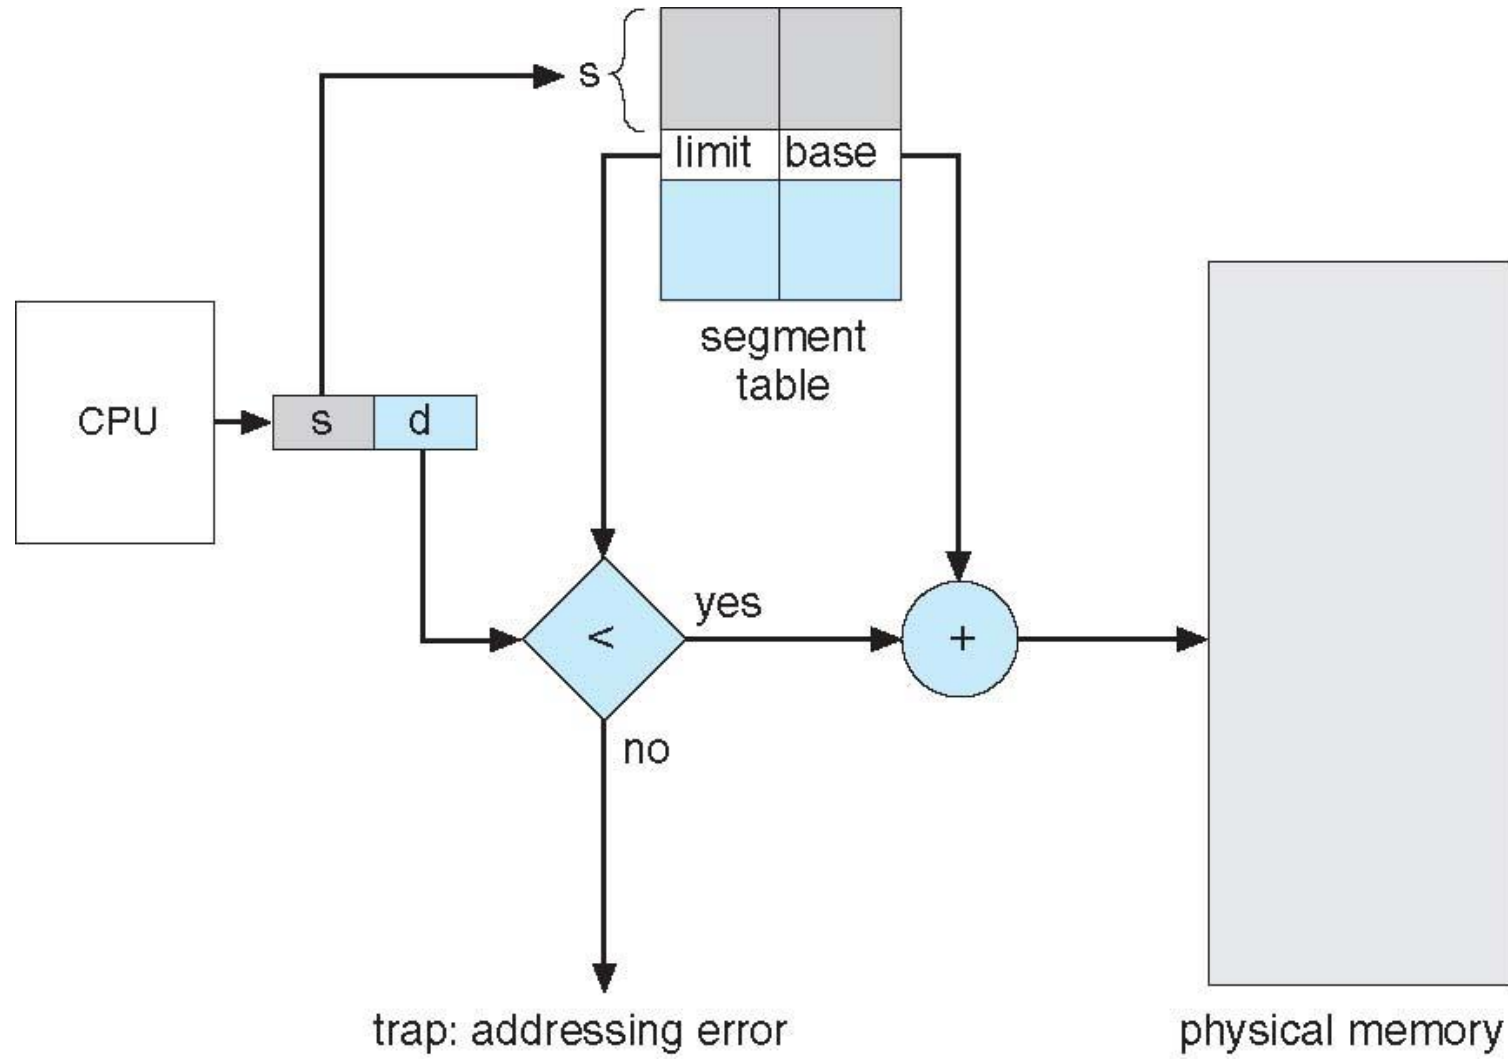 s
limit base
segment
table
CPU
s d
<
yes
+
no
trap: addressing error
physical memory